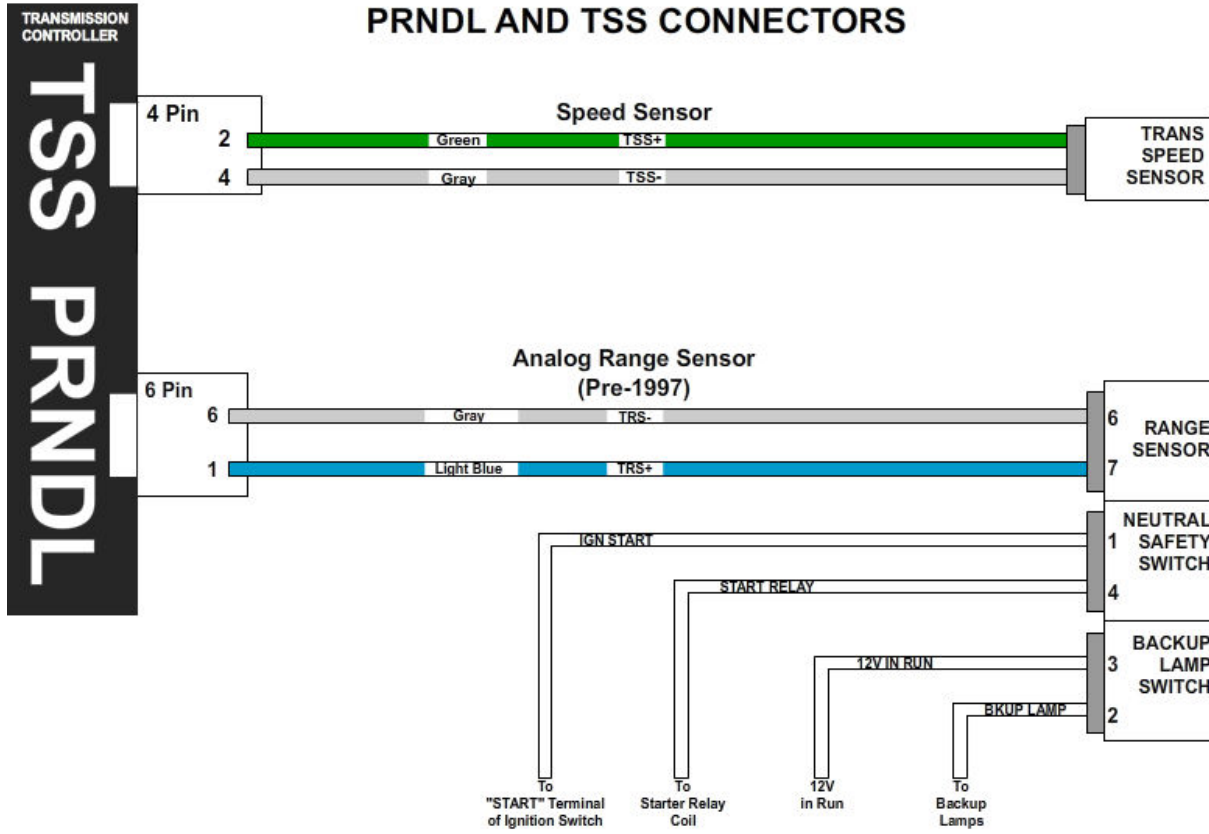 TRANSMISSION
CONTROLLER
PRNDL AND TSS CONNECTORS
TSS PRNDL
4 Pin
Speed Sensor
2
Green
TSS+
4
Gray
TSS-
TRANS
SPEED
SENSOR
Analog Range Sensor
(Pre-1997)
6 Pin
6
Gray
TRS-
6
1
Light Blue
TRS+
7
RANGE
SENSOR
IGN START
1
START RELAY
4
NEUTRAL
SAFETY
SWITCH
12V IN RUN
3
BKUP LAMP
2
BACKUP
LAMP
SWITCH
To
"START" Terminal
of Ignition Switch
To
Starter Relay
Coil
12V
in Run
To
Backup
Lamps